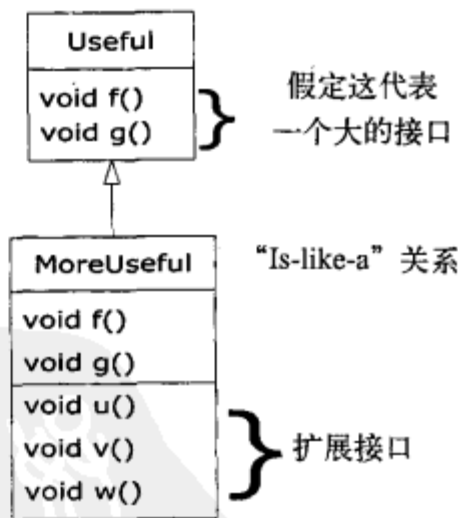 Useful
void f()
void g()
假定这代表
一个大的接口
MoreUseful
“Is-like-a”关系
void f()
void g()
void u()
void v()
void w()
扩展接口